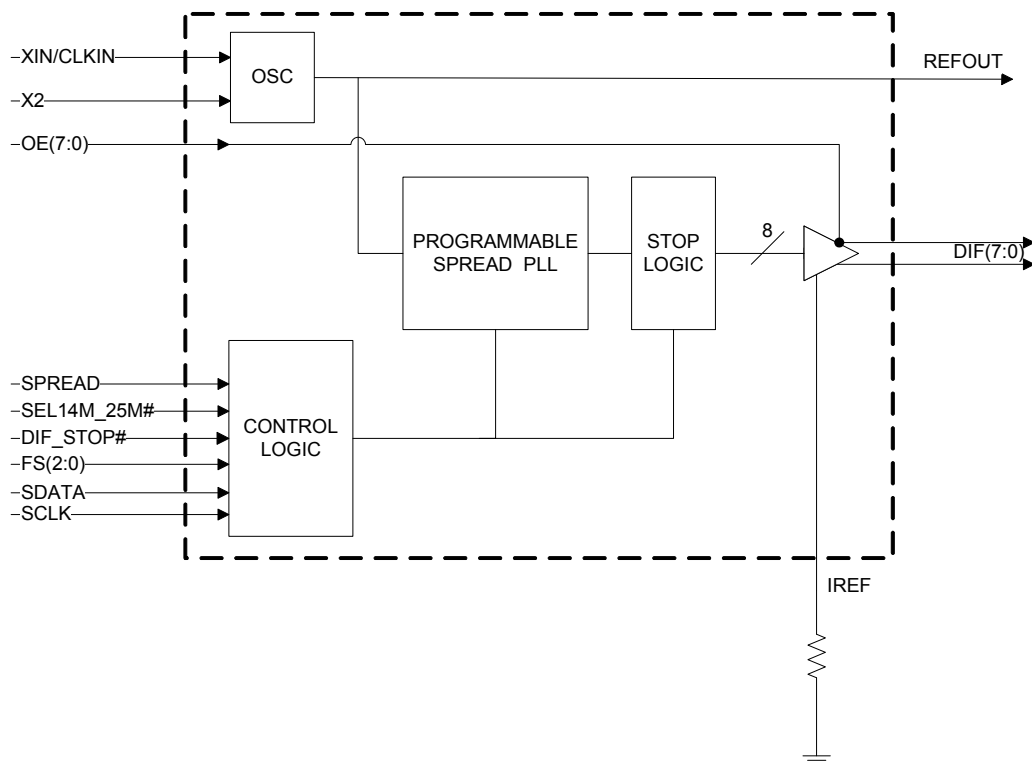 XIN/CLKIN
X2
OE(7:0)
OSC
REFOUT
PROGRAMMABLE
SPREAD PLL
STOP
LOGIC
8
DIF(7:0)
SPREAD
SEL14M_25M#
DIF_STOP#
FS(2:0)
SDATA
SCLK
CONTROL
LOGIC
IREF